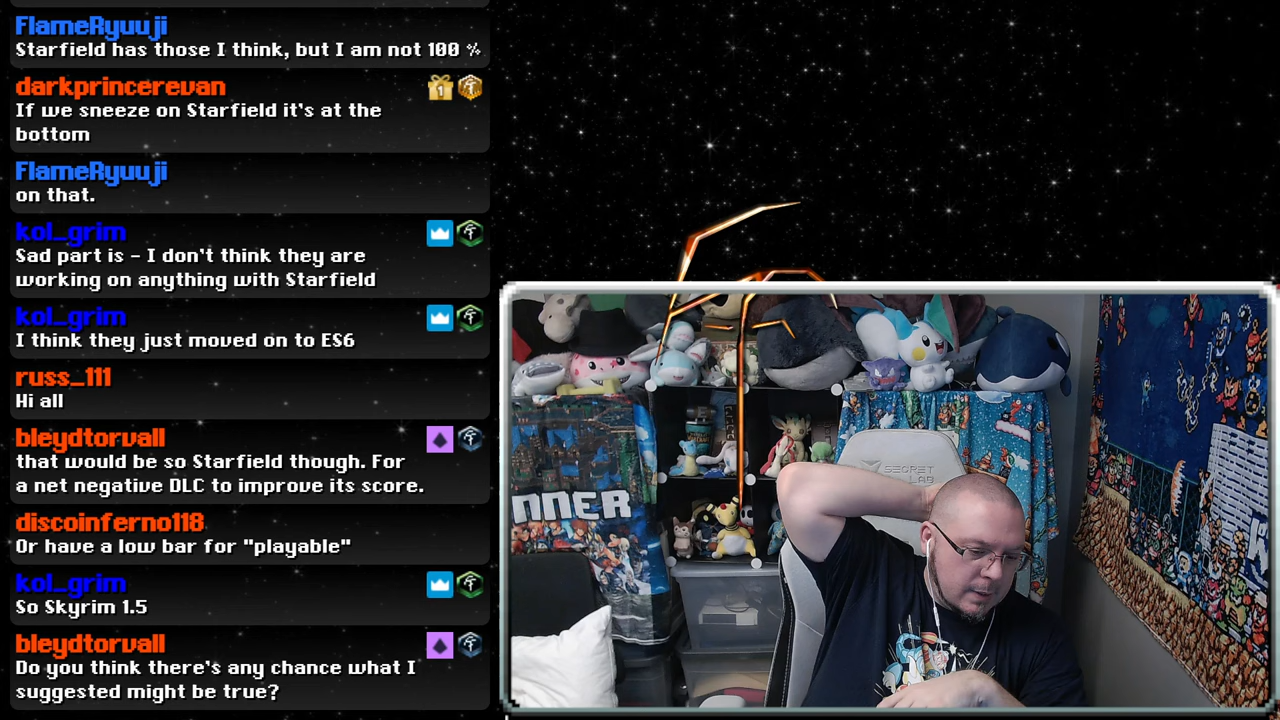 FlameRyuuji
Starfield has those I think, but I am not 100 %
darkprincerevan
1
If we sneeze on Starfield it's at the
bottom
FlameRyuuji
on that.
kol_grim
Sad part is - I don't think they are
working on anything with Starfield
kol_grim
I think they just moved on to ES6
russ_111
Hi all
bleydtorvall
that would be so Starfield though. For
a net negative DLC to improve its score.
discoinferno118
Or have a low bar for "playable"
kol_grim
So Skyrim 1.5
bleydtorvall
Do you think there's any chance what I
suggested might be true?
NNER
SECRET
LAB